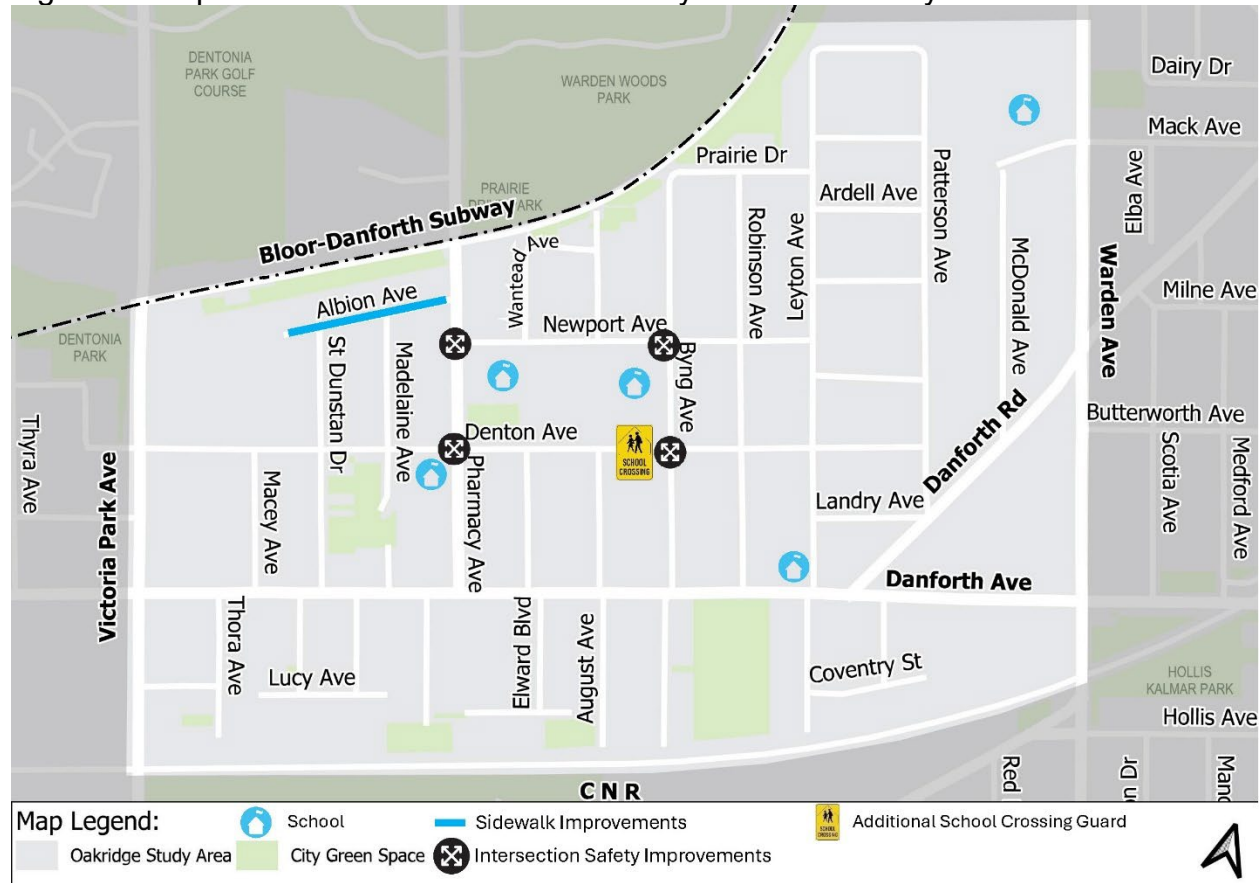 DENTONIA
PARK GOLF
COURSE
WARDEN WOODS
PARK
Dairy Dr
Mack Ave
Prairie Dr
Elba Ave
Patterson Ave
Ardell Ave
PRAIRIE
Bloor-Danforth Subway
Robinson Ave
Leyton Ave
McDonald Ave
Warden Ave
Wantead Ave
Milne Ave
Albion Ave
Newport Ave
DENTONIA
PARK
St Dunstan Dr
Madelaine Ave
Byng Ave
Danforth Rd
Butterworth Ave
Thyra Ave
Denton Ave
SCHOOL
CROSSING
Scotia Ave
Medford Ave
Victoria Park Ave
Macey Ave
Pharmacy Ave
Landry Ave
Danforth Ave
Thora Ave
Elward Blvd
August Ave
Lucy Ave
Coventry St
HOLLIS
KALMAR PARK
Hollis Ave
Red
on Dr
Mano
C N R
Map Legend:
School
Sidewalk Improvements
SCHOOL
CROSSING
Additional School Crossing Guard
Oakridge Study Area
City Green Space
Intersection Safety Improvements